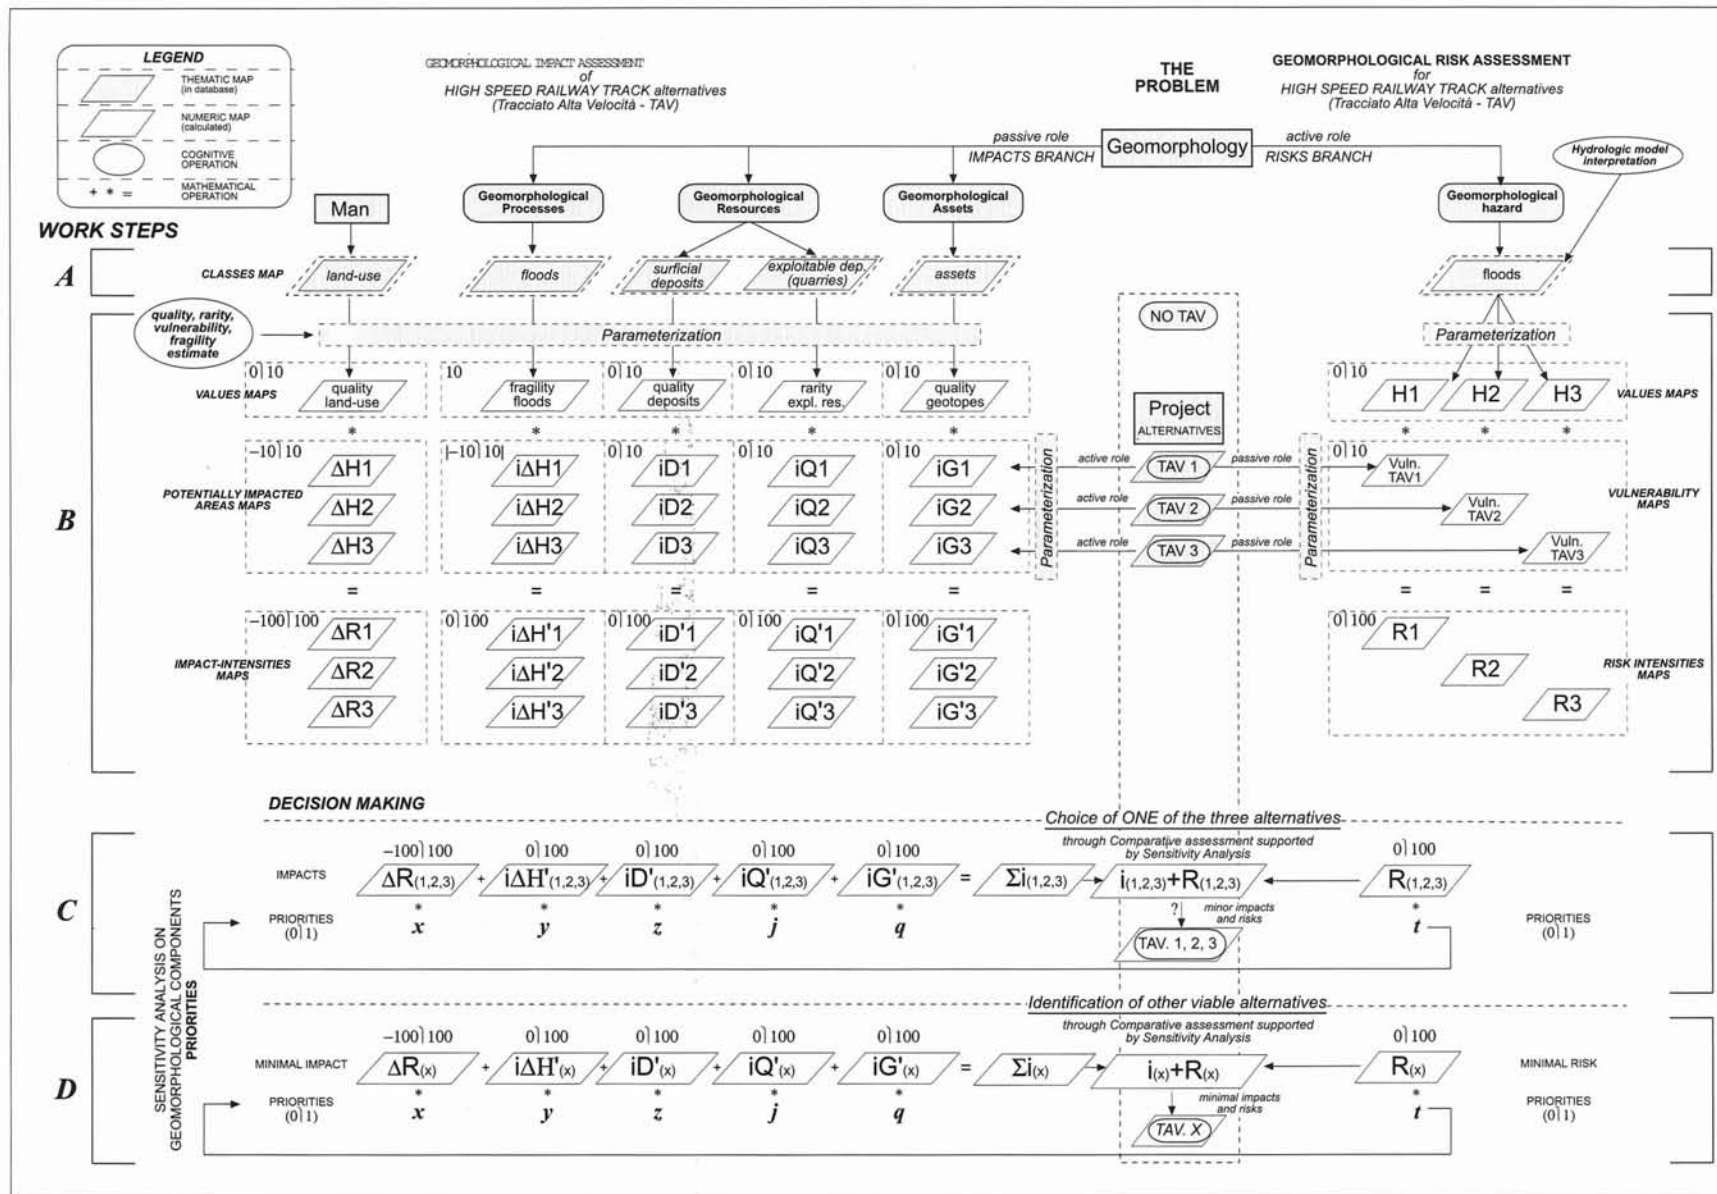 LEGEND
THEMATIC MAP
(in database)
NUMERIC MAP
(calculated)
COGNITIVE
OPERATION
+ * =
MATHEMATICAL
OPERATION
GEOMORPHOLOGICAL IMPACT ASSESSMENT
of
HIGH SPEED RAILWAY TRACK alternatives
(Tracciato Alta Velocità - TAV)
THE
PROBLEM
GEOMORPHOLOGICAL RISK ASSESSMENT
for
HIGH SPEED RAILWAY TRACK alternatives
(Tracciato Alta Velocità - TAV)
passive role
IMPACTS BRANCH
Geomorphology
active role
RISKS BRANCH
Hydrologic model
interpretation
Man
Geomorphological
Processes
Geomorphological
Resources
Geomorphological
Assets
Geomorphological
hazard
WORK STEPS
A
CLASSES MAP
land-use
floods
surficial
deposits
exploitable dep.
(quarries)
assets
floods
quality, rarity,
vulnerability,
fragility
estimate
Parameterization
NO TAV
Parameterization
B
VALUES MAPS
0⌉10
quality
land-use
10
fragility
floods
0⌉10
quality
deposits
0⌉10
rarity
expl. res.
0⌉10
quality
geotopes
Project
ALTERNATIVES
0⌉10
H1 H2 H3
VALUES MAPS
* * * * * * * *
POTENTIALLY IMPACTED
AREAS MAPS
−10⌉10 |−10⌉10| 0⌉10 0⌉10 0⌉10
ΔH1 iΔH1 iD1 iQ1 iG1
ΔH2 iΔH2 iD2 iQ2 iG2
ΔH3 iΔH3 iD3 iQ3 iG3
Parameterization
active role TAV 1 passive role
active role TAV 2 passive role
active role TAV 3 passive role
Parameterization
0⌉10
Vuln.
TAV1
Vuln.
TAV2
Vuln.
TAV3
VULNERABILITY
MAPS
= = = = = = = =
IMPACT-INTENSITIES
MAPS
−100⌉100 0⌉100 0⌉100 0⌉100 0⌉100
ΔR1 iΔH'1 iD'1 iQ'1 iG'1
ΔR2 iΔH'2 iD'2 iQ'2 iG'2
ΔR3 iΔH'3 iD'3 iQ'3 iG'3
0⌉100
R1
R2
R3
RISK INTENSITIES
MAPS
DECISION MAKING
Choice of ONE of the three alternatives
through Comparative assessment supported
by Sensitivity Analysis
C
−100⌉100 0⌉100 0⌉100 0⌉100 0⌉100 0⌉100
IMPACTS
ΔR(1,2,3) + iΔH'(1,2,3) + iD'(1,2,3) + iQ'(1,2,3) + iG'(1,2,3) = Σi(1,2,3) i(1,2,3)+R(1,2,3) R(1,2,3)
* * * * * *
? minor impacts
and risks
PRIORITIES
(0⌉1)
x y z j q t
PRIORITIES
(0⌉1)
TAV. 1, 2, 3
SENSITIVITY ANALYSIS ON
GEOMORPHOLOGICAL COMPONENTS
PRIORITIES
Identification of other viable alternatives
through Comparative assessment supported
by Sensitivity Analysis
D
−100⌉100 0⌉100 0⌉100 0⌉100 0⌉100 0⌉100
MINIMAL IMPACT
ΔR(x) + iΔH'(x) + iD'(x) + iQ'(x) + iG'(x) = Σi(x) i(x)+R(x) R(x)
MINIMAL RISK
* * * * * *
minimal impacts
and risks
PRIORITIES
(0⌉1)
x y z j q t
PRIORITIES
(0⌉1)
TAV. X